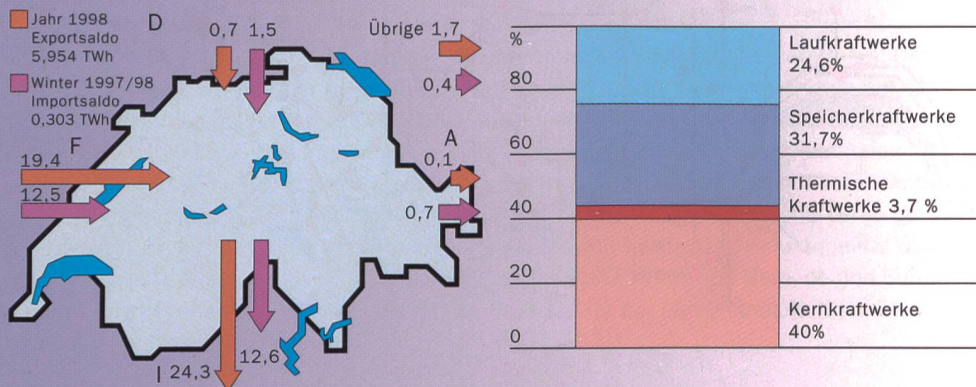 Jahr 1998
Exportsaldo
5,954 TWh
Winter 1997/98
Importsaldo
0,303 TWh
D
0,7 1,5
Übrige 1,7
0,4
F
19,4
12,5
A
0,1
0,7
I 24,3
12,6
%
80
60
40
20
0
Laufkraftwerke
24,6%
Speicherkraftwerke
31,7%
Thermische
Kraftwerke 3,7 %
Kernkraftwerke
40%